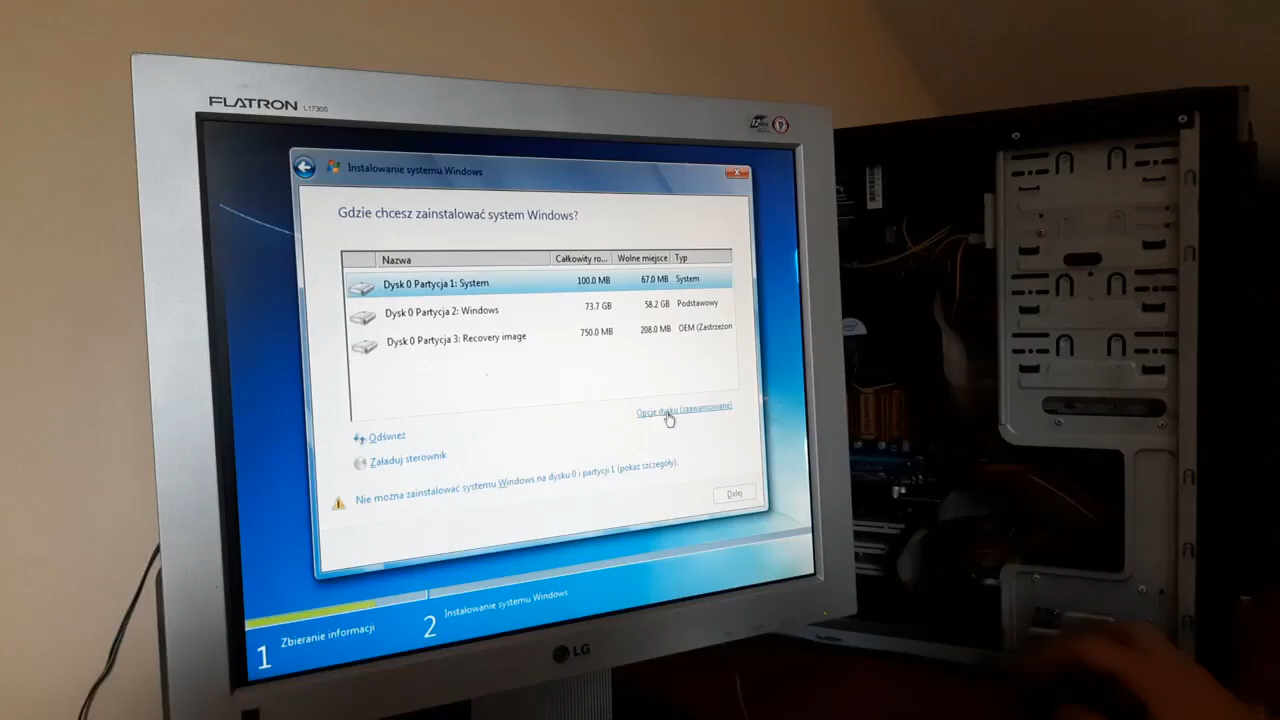 FLATRON L1730S
Instalowanie systemu Windows
Gdzie chcesz zainstalować system Windows?
Nazwa Całkowity ro... Wolne miejsce Typ
Dysk 0 Partycja 1: System 100.0 MB 67.0 MB System
Dysk 0 Partycja 2: Windows 73.7 GB 58.2 GB Podstawowy
Dysk 0 Partycja 3: Recovery image 750.0 MB 208.0 MB OEM (Zastrzeżon
Opcje dysku (zaawansowane)
Odśwież
Załaduj sterownik
Nie można zainstalować systemu Windows na dysku 0 i partycji 1 (pokaż szczegóły).
Dalej
1 Zbieranie informacji
2 Instalowanie systemu Windows
LG